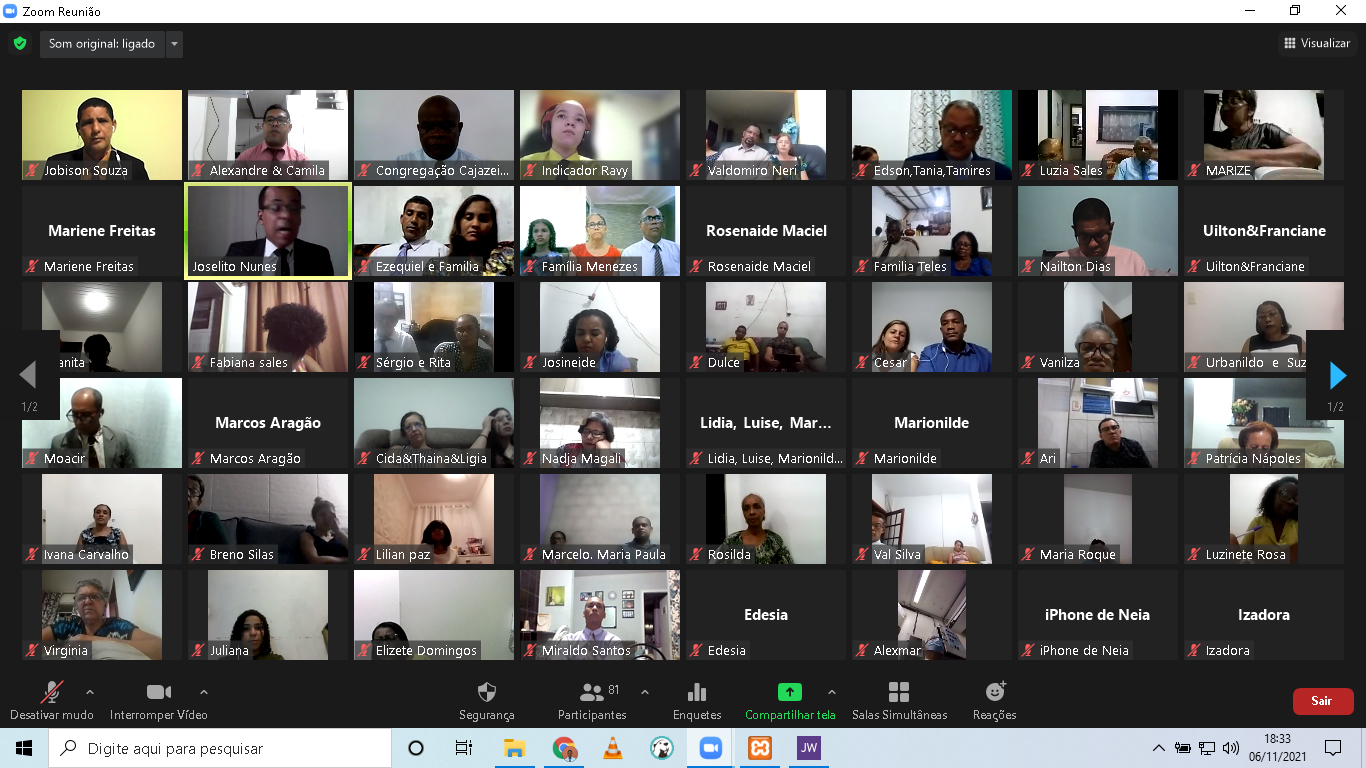 Zoom Reunião
Som original: ligado
Visualizar
Jobison Souza
Alexandre & Camila
Congregação Cajazei...
Indicador Ravy
Valdomiro Neri
Edson,Tania,Tamires
Luzia Sales
MARIZE
Mariene Freitas
Mariene Freitas
Joselito Nunes
Ezequiel e Familia
Família Menezes
Rosenaide Maciel
Rosenaide Maciel
Familia Teles
Nailton Dias
Uilton&Franciane
Uilton&Franciane
anita
Fabiana sales
Sérgio e Rita
Josineide
Dulce
Cesar
Vanilza
Urbanildo e Suz
1/2
1/2
Moacir
Marcos Aragão
Marcos Aragão
Cida&Thaina&Ligia
Nadja Magali
Lidia, Luise, Mar...
Lidia, Luise, Marionild...
Marionilde
Marionilde
Ari
Patrícia Nápoles
Ivana Carvalho
Breno Silas
Lilian paz
Marcelo. Maria Paula
Rosilda
Val Silva
Maria Roque
Luzinete Rosa
Virginia
Juliana
Elizete Domingos
Miraldo Santos
Edesia
Edesia
Alexmar
iPhone de Neia
iPhone de Neia
Izadora
Izadora
Desativar mudo
Interromper Vídeo
Segurança
81
Participantes
Enquetes
Compartilhar tela
Salas Simultâneas
Reações
Sair
Digite aqui para pesquisar
JW
18:33
06/11/2021